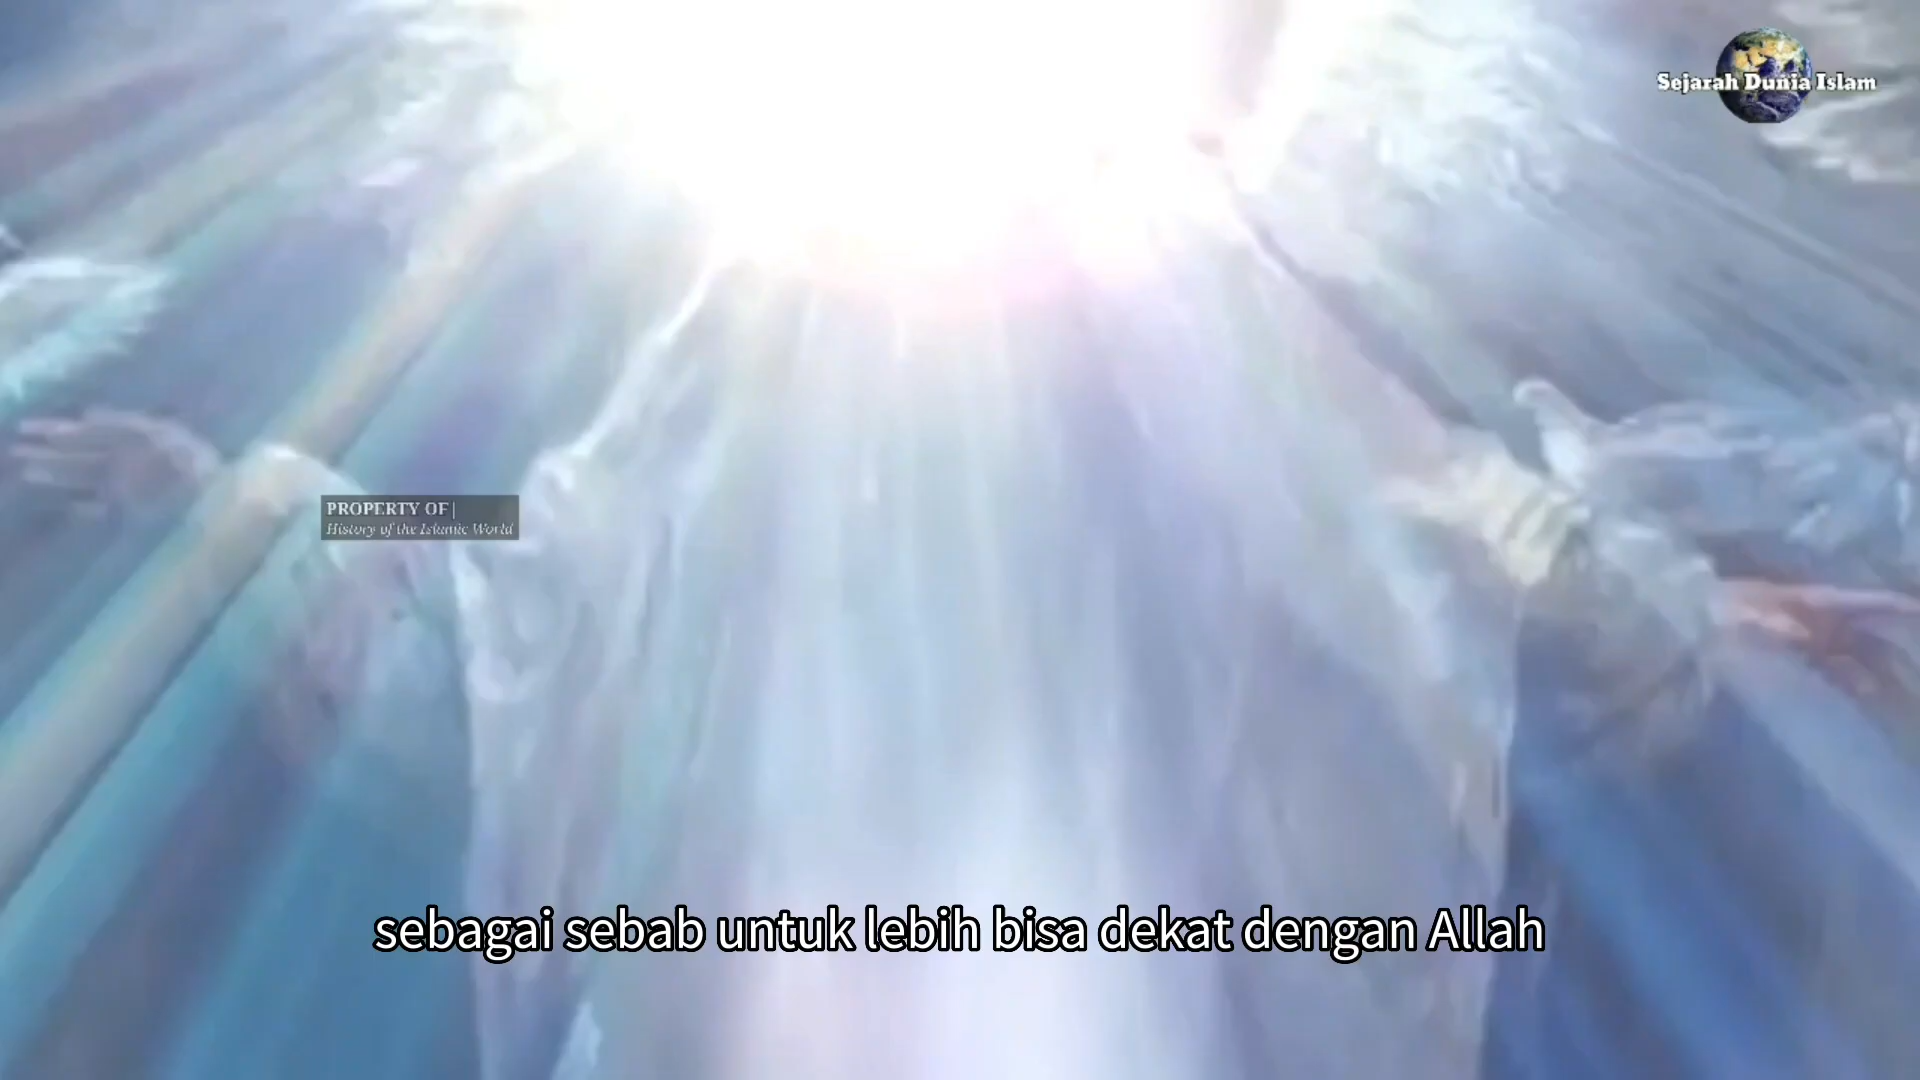 Sejarah Dunia Islam
PROPERTY OF |
History of the Islamic World
sebagai sebab untuk lebih bisa dekat dengan Allah